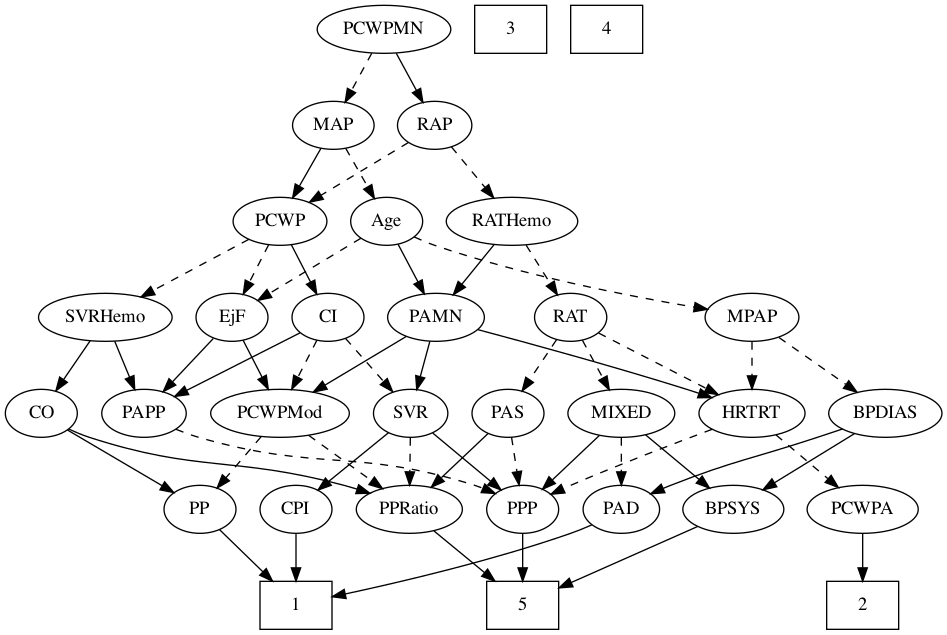 PCWPMN 3 4
MAP RAP
PCWP Age RATHemo
SVRHemo EjF CI PAMN RAT MPAP
CO PAPP PCWPMod SVR PAS MIXED HRTRT BPDIAS
PP CPI PPRatio PPP PAD BPSYS PCWPA
1 5 2